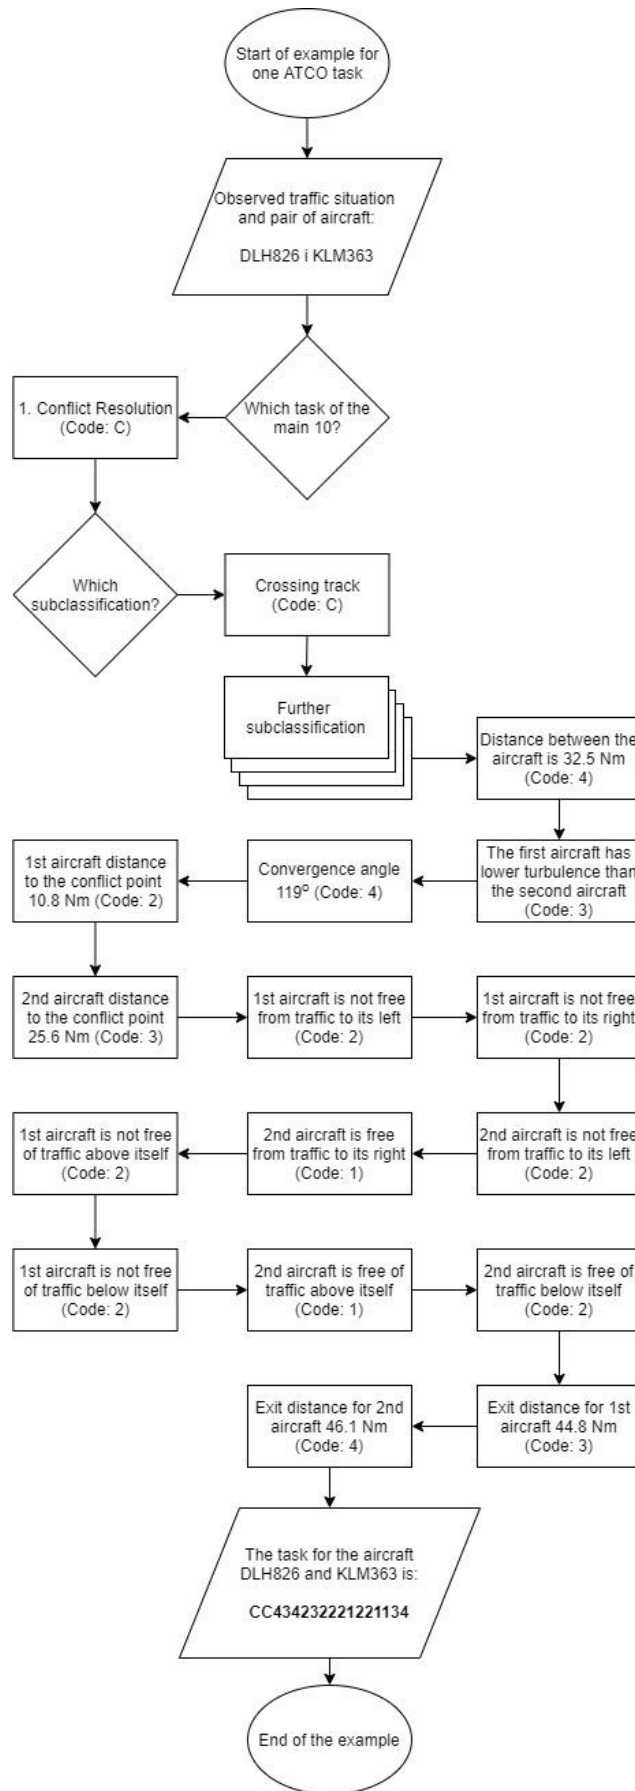 Start of example for
one ATCO task
Observed traffic situation
and pair of aircraft:
DLH826 i KLM363
Which task of the
main 10?
1. Conflict Resolution
(Code: C)
Which
subclassification?
Crossing track
(Code: C)
Further
subclassification
Distance between the
aircraft is 32.5 Nm
(Code: 4)
The first aircraft has
lower turbulence than
the second aircraft
(Code: 3)
Convergence angle
119º (Code: 4)
1st aircraft distance
to the conflict point
10.8 Nm (Code: 2)
2nd aircraft distance
to the conflict point
25.6 Nm (Code: 3)
1st aircraft is not free
from traffic to its left
(Code: 2)
1st aircraft is not free
from traffic to its right
(Code: 2)
2nd aircraft is not free
from traffic to its left
(Code: 2)
2nd aircraft is free
from traffic to its right
(Code: 1)
1st aircraft is not free
of traffic above itself
(Code: 2)
1st aircraft is not free
of traffic below itself
(Code: 2)
2nd aircraft is free of
traffic above itself
(Code: 1)
2nd aircraft is free of
traffic below itself
(Code: 2)
Exit distance for 1st
aircraft 44.8 Nm
(Code: 3)
Exit distance for 2nd
aircraft 46.1 Nm
(Code: 4)
The task for the aircraft
DLH826 and KLM363 is:
CC434232221221134
End of the example